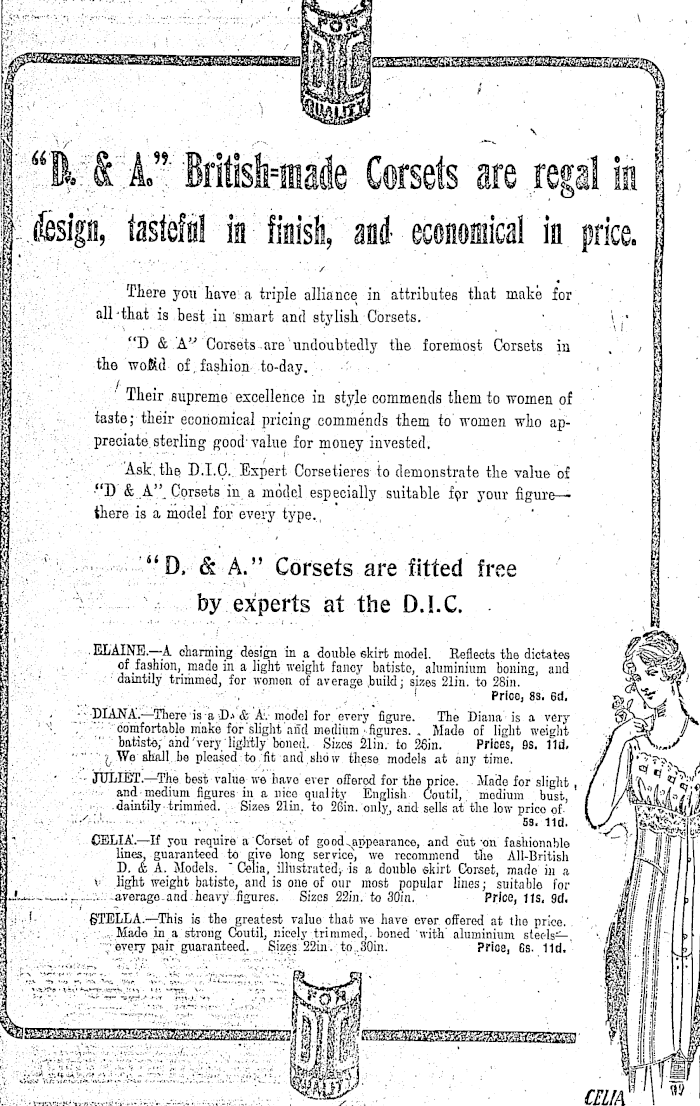 FOR
DIC
QUALITY
"D. & A." British-made Corsets are regal in
design, tasteful in finish, and economical in price.
There you have a triple alliance in attributes that make for
all that is best in smart and stylish Corsets.
"D & A" Corsets are undoubtedly the foremost Corsets in
the world of fashion to-day.
Their supreme excellence in style commends them to women of
taste; their economical pricing commends them to women who ap-
preciate sterling good value for money invested.
Ask the D.I.C. Expert Corsetieres to demonstrate the value of
"D & A" Corsets in a model especially suitable for your figure—
there is a model for every type.
"D. & A." Corsets are fitted free
by experts at the D.I.C.
ELAINE.—A charming design in a double skirt model. Reflects the dictates
of fashion, made in a light weight fancy batiste, aluminium boning, and
daintily trimmed, for women of average build; sizes 21in. to 28in.
Price, 8s. 6d.
DIANA.—There is a D. & A. model for every figure. The Diana is a very
comfortable make for slight and medium figures. Made of light weight
batiste, and very lightly boned. Sizes 21in. to 26in. Prices, 9s. 11d.
We shall be pleased to fit and show these models at any time.
JULIET.—The best value we have ever offered for the price. Made for slight
and medium figures in a nice quality English Coutil, medium bust,
daintily trimmed. Sizes 21in. to 26in. only, and sells at the low price of
5s. 11d.
CELIA.—If you require a Corset of good appearance, and cut on fashionable
lines, guaranteed to give long service, we recommend the All-British
D. & A. Models. Celia, illustrated, is a double skirt Corset, made in a
light weight batiste, and is one of our most popular lines; suitable for
average and heavy figures. Sizes 22in. to 30in. Price, 11s. 9d.
STELLA.—This is the greatest value that we have ever offered at the price.
Made in a strong Coutil, nicely trimmed, boned with aluminium steels—
every pair guaranteed. Sizes 22in. to 30in. Price, 6s. 11d.
FOR
DIC
QUALITY
CELIA